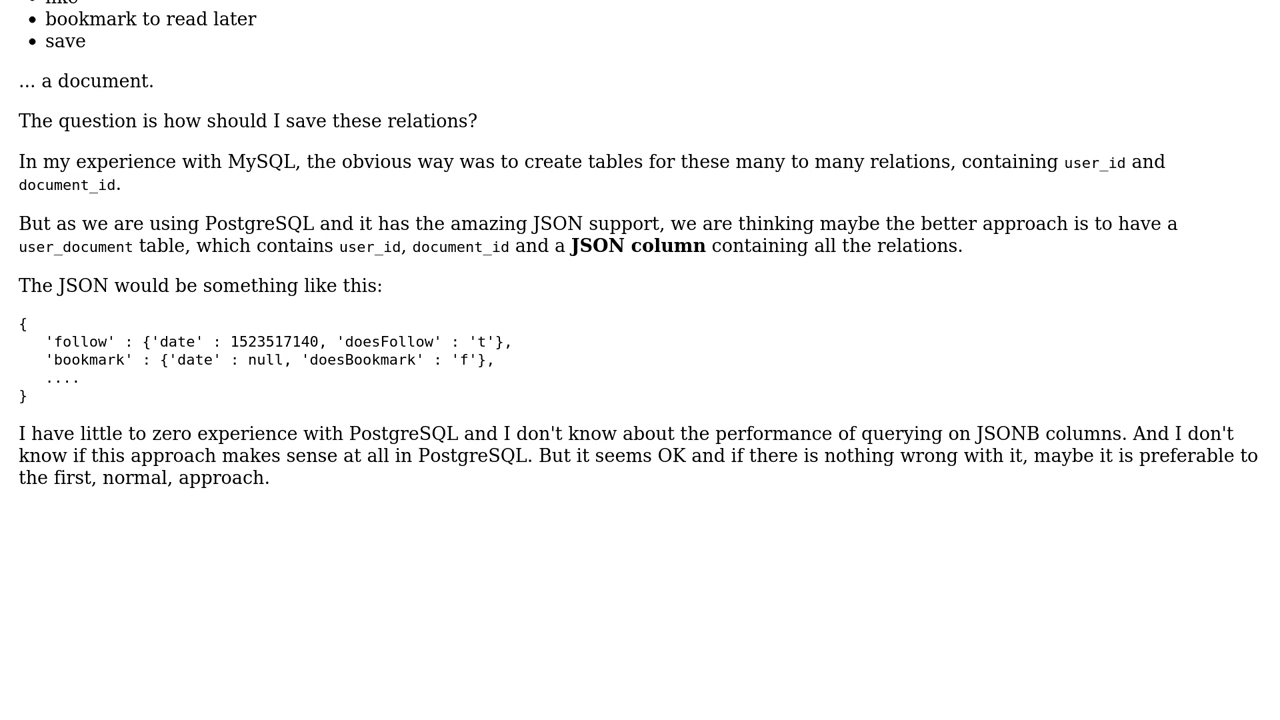 like
• bookmark to read later
• save
... a document.
The question is how should I save these relations?
In my experience with MySQL, the obvious way was to create tables for these many to many relations, containing user_id and
document_id.
But as we are using PostgreSQL and it has the amazing JSON support, we are thinking maybe the better approach is to have a
user_document table, which contains user_id, document_id and a JSON column containing all the relations.
The JSON would be something like this:
{
   'follow' : {'date' : 1523517140, 'doesFollow' : 't'},
   'bookmark' : {'date' : null, 'doesBookmark' : 'f'},
   ....
}
I have little to zero experience with PostgreSQL and I don't know about the performance of querying on JSONB columns. And I don't
know if this approach makes sense at all in PostgreSQL. But it seems OK and if there is nothing wrong with it, maybe it is preferable to
the first, normal, approach.